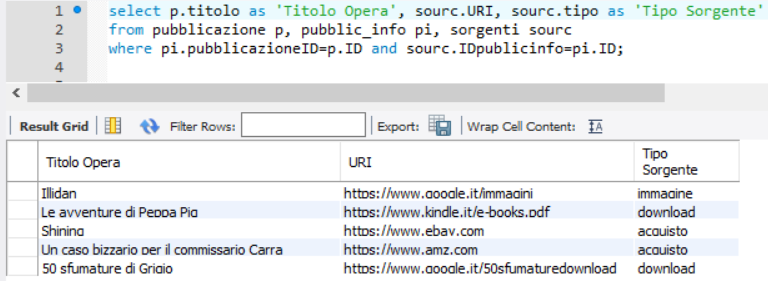 1 select p.titolo as 'Titolo Opera', sourc.URI, sourc.tipo as 'Tipo Sorgente'
2 from pubblicazione p, pubblic_info pi, sorgenti sourc
3 where pi.pubblicazioneID=p.ID and sourc.IDpublicinfo=pi.ID;
4
Result Grid Filter Rows: Export: Wrap Cell Content:
Titolo Opera URI Tipo Sorgente
Illidan https://www.google.it/immagini immagine
Le avventure di Peppa Pig https://www.kindle.it/e-books.pdf download
Shining https://www.ebay.com acquisto
Un caso bizzario per il commissario Carra https://www.amz.com acquisto
50 sfumature di Grigio https://www.google.it/50sfumaturedownload download